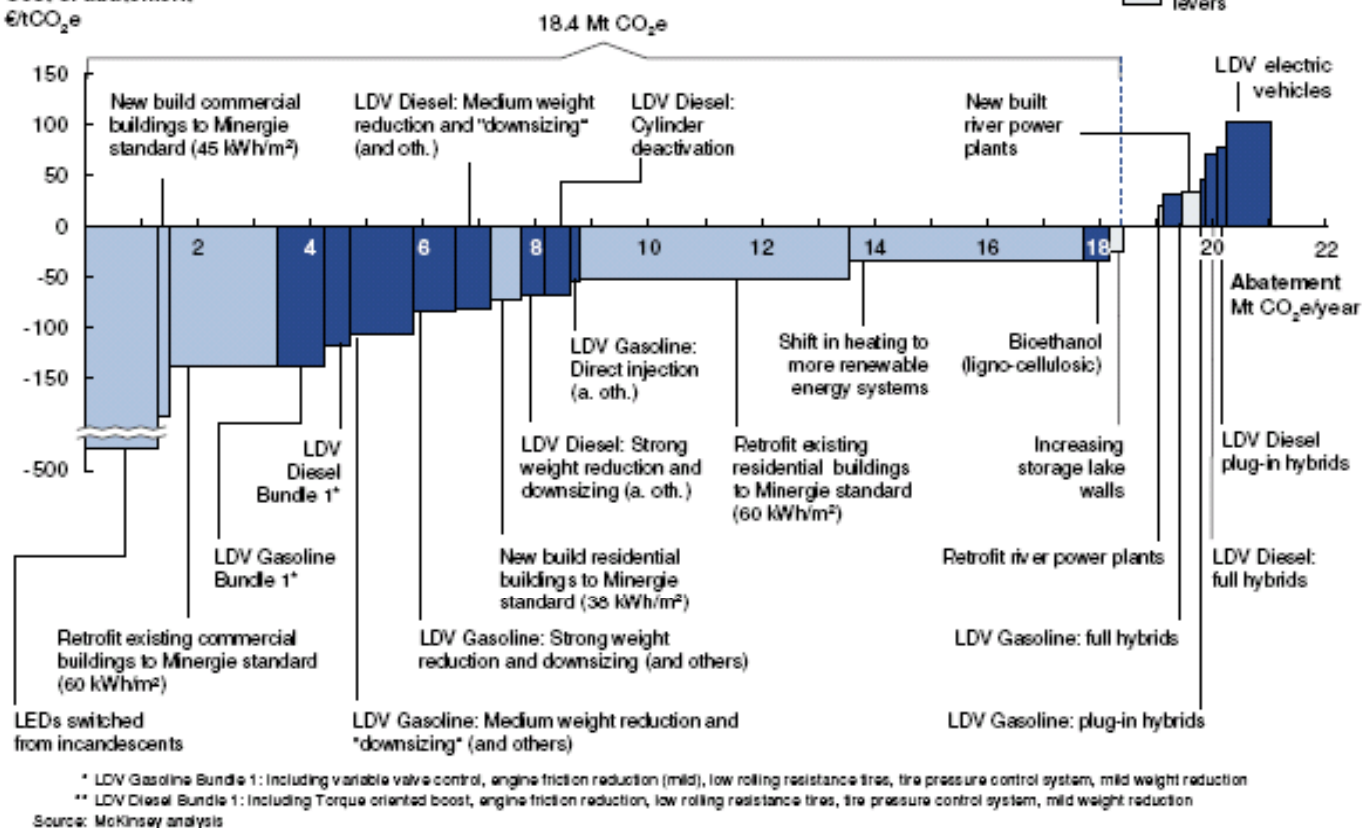 €/tCO2e
levers
18.4 Mt CO2e
150
100
50
0
-50
-100
-150
-500
New build commercial
buildings to Minergie
standard (45 kWh/m²)
LDV Diesel: Medium weight
reduction and "downsizing"
(and oth.)
LDV Diesel:
Cylinder
deactivation
New built
river power
plants
LDV electric
vehicles
2
4
6
8
10
12
14
16
18
20
22
Abatement
Mt CO2e/year
LDV Gasoline:
Direct injection
(a. oth.)
Shift in heating to
more renewable
energy systems
Bioethanol
(ligno-cellulosic)
LDV
Diesel
Bundle 1*
LDV Diesel: Strong
weight reduction and
downsizing (a. oth.)
Retrofit existing
residential buildings
to Minergie standard
(60 kWh/m²)
Increasing
storage lake
walls
LDV Diesel
plug-in hybrids
LDV Gasoline
Bundle 1*
New build residential
buildings to Minergie
standard (38 kWh/m²)
Retrofit river power plants
LDV Diesel:
full hybrids
Retrofit existing commercial
buildings to Minergie standard
(60 kWh/m²)
LDV Gasoline: Strong weight
reduction and downsizing (and others)
LDV Gasoline: full hybrids
LEDs switched
from incandescents
LDV Gasoline: Medium weight reduction and
"downsizing" (and others)
LDV Gasoline: plug-in hybrids
* LDV Gasoline Bundle 1: Including variable valve control, engine friction reduction (mild), low rolling resistance tires, tire pressure control system, mild weight reduction
** LDV Diesel Bundle 1: Including Torque oriented boost, engine friction reduction, low rolling resistance tires, tire pressure control system, mild weight reduction
Source: McKinsey analysis